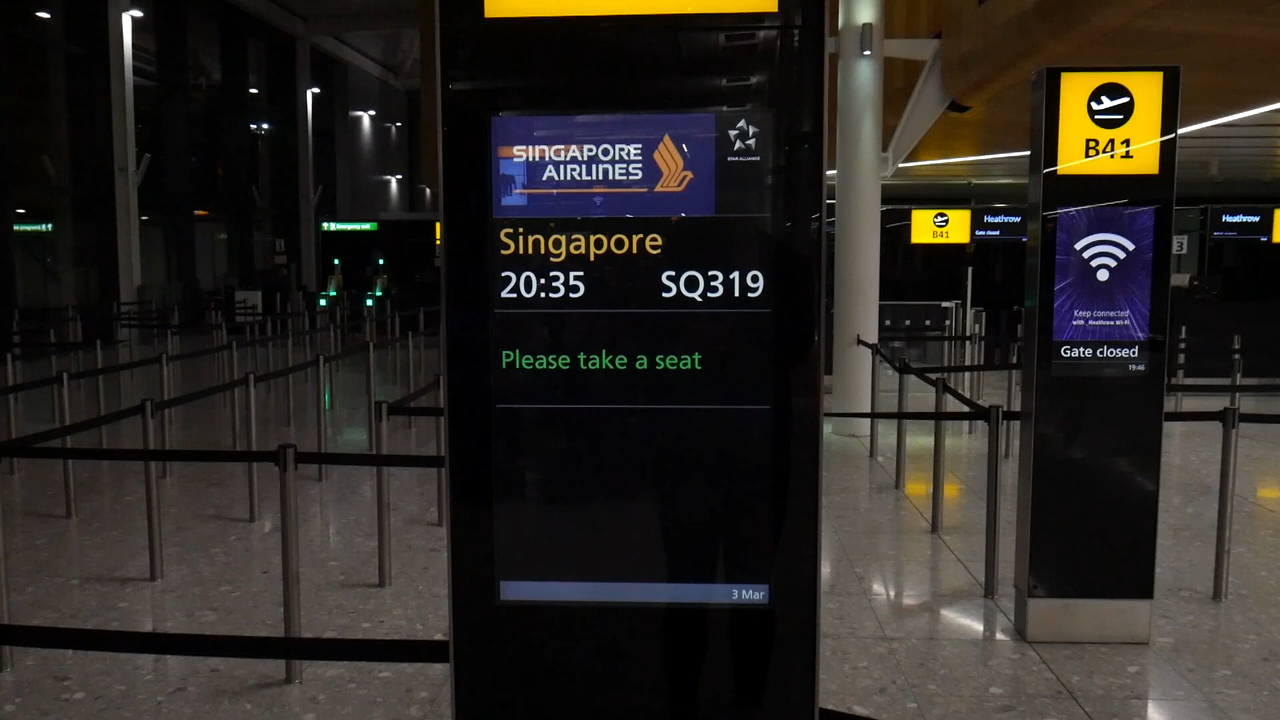 SINGAPORE
AIRLINES
STAR ALLIANCE
Singapore
20:35 SQ319
Please take a seat
3 Mar
B41
Keep connected
with _Heathrow Wi-Fi
Gate closed
19:46
B41
Heathrow
Gate closed
3
Heathrow
Emergency exit